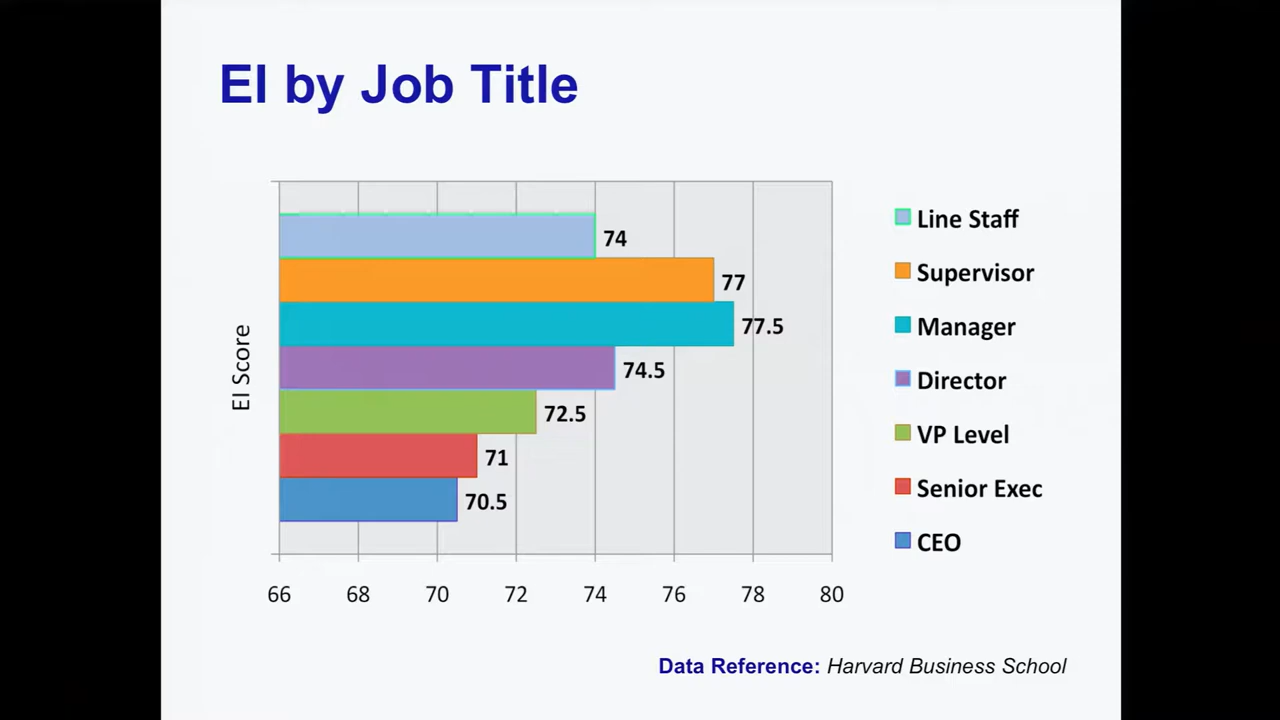 EI by Job Title
74
77
77.5
74.5
72.5
71
70.5
EI Score
66 68 70 72 74 76 78 80
Line Staff
Supervisor
Manager
Director
VP Level
Senior Exec
CEO
Data Reference: Harvard Business School